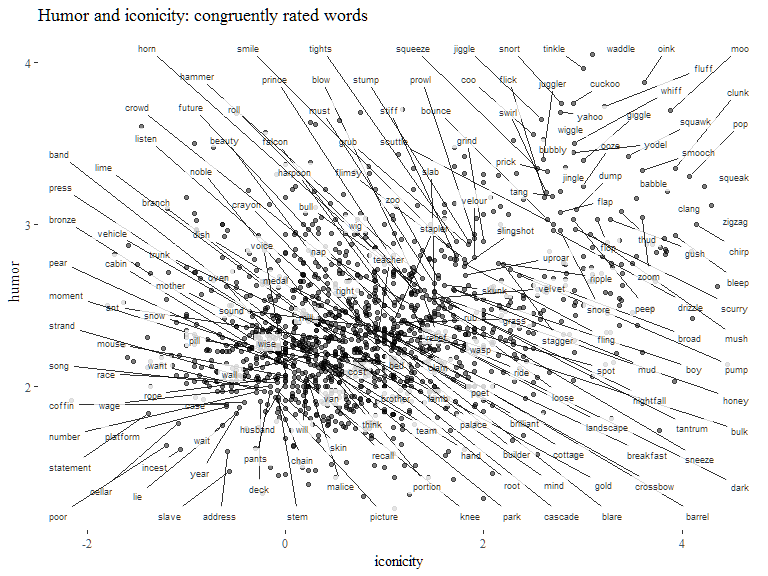 Humor and iconicity: congruently rated words
horn smile tights squeeze jiggle snort tinkle waddle oink moo
4
fluff
hammer prince blow stump prowl coo flick juggler cuckoo
whiff clunk
crowd future roll must stiff bounce swirl yahoo giggle squawk pop
wiggle
listen beauty falcon grub scuttle grind bubbly ooze yodel smooch
band
lime noble harpoon flimsy slab prick jingle dump babble squeak
press
branch crayon bull zoo velour tang flap clang
bronze 3 wig stapler slingshot zigzag
vehicle dish voice flop thud
pear cabin trunk nap teacher uproar gush chirp
mother oven medal right skunk velvet ripple zoom bleep
moment
snow sound snore peep drizzle scurry
strand rub grass
mouse pill wise relief wasp stagger fling broad mush
song want wall cost bed ride spot mud boy pump
race
2 rope van brother lamb poet loose nightfall honey
coffin wage
husband will think team palace brilliant landscape tantrum bulk
number platform wait
skin
statement incest pants chain recall hand builder cottage breakfast sneeze
year
cellar lie deck malice portion root mind gold crossbow dark
poor slave address stem picture knee park cascade blare barrel
-2 0 2 4
iconicity
humor